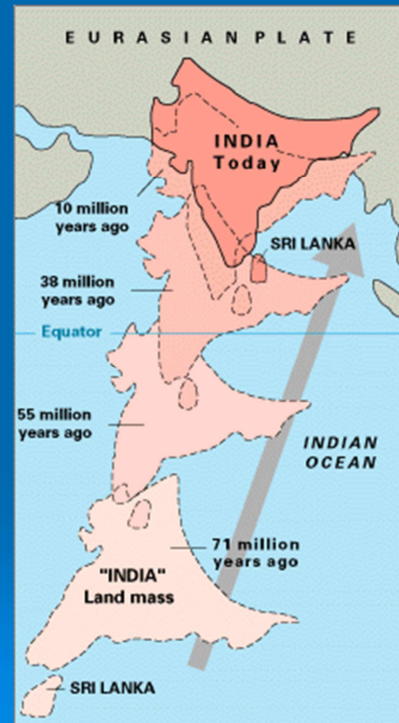 EURASIAN PLATE
INDIA
Today
10 million
years ago
SRI LANKA
38 million
years ago
Equator
55 million
years ago
INDIAN
OCEAN
71 million
years ago
"INDIA"
Land mass
SRI LANKA